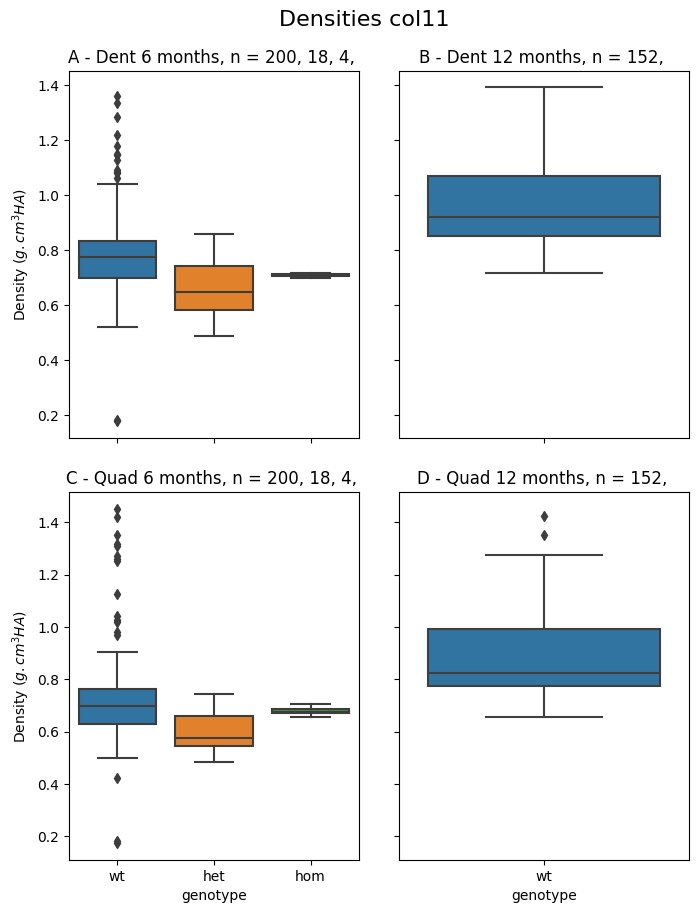 Densities col11
A - Dent 6 months, n = 200, 18, 4,
B - Dent 12 months, n = 152,
1.4
1.2
1.0
0.8
0.6
0.4
0.2
Density (g.cm³HA)
C - Quad 6 months, n = 200, 18, 4,
D - Quad 12 months, n = 152,
1.4
1.2
1.0
0.8
0.6
0.4
0.2
Density (g.cm³HA)
wt
het
hom
genotype
wt
genotype